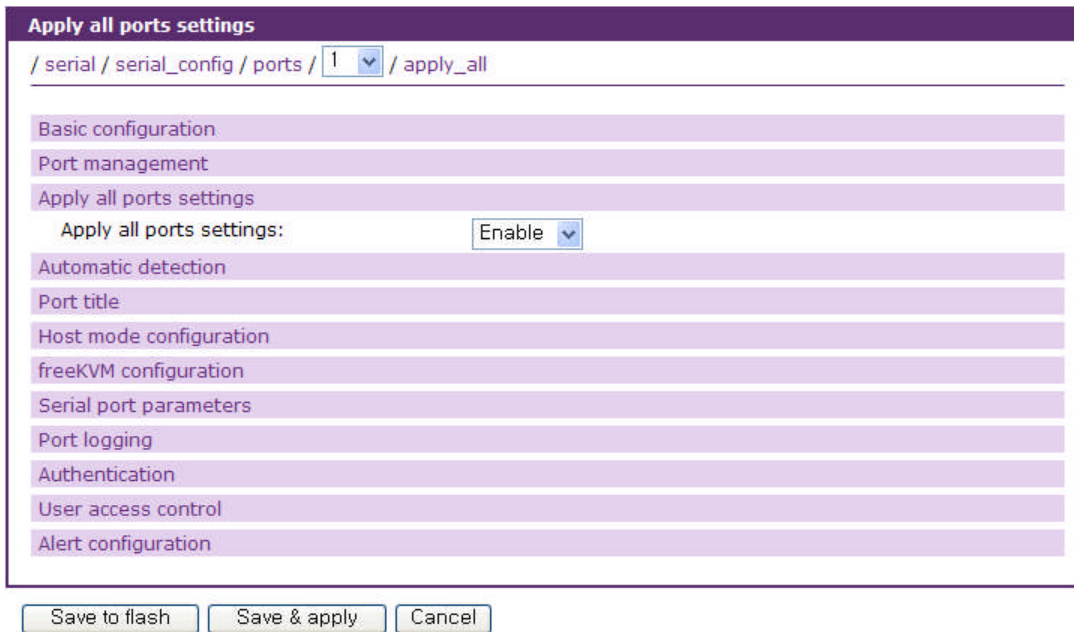 Apply all ports settings
/ serial / serial_config / ports / 1 / apply_all
Basic configuration
Port management
Apply all ports settings
Apply all ports settings: Enable
Automatic detection
Port title
Host mode configuration
freeKVM configuration
Serial port parameters
Port logging
Authentication
User access control
Alert configuration
Save to flash Save & apply Cancel